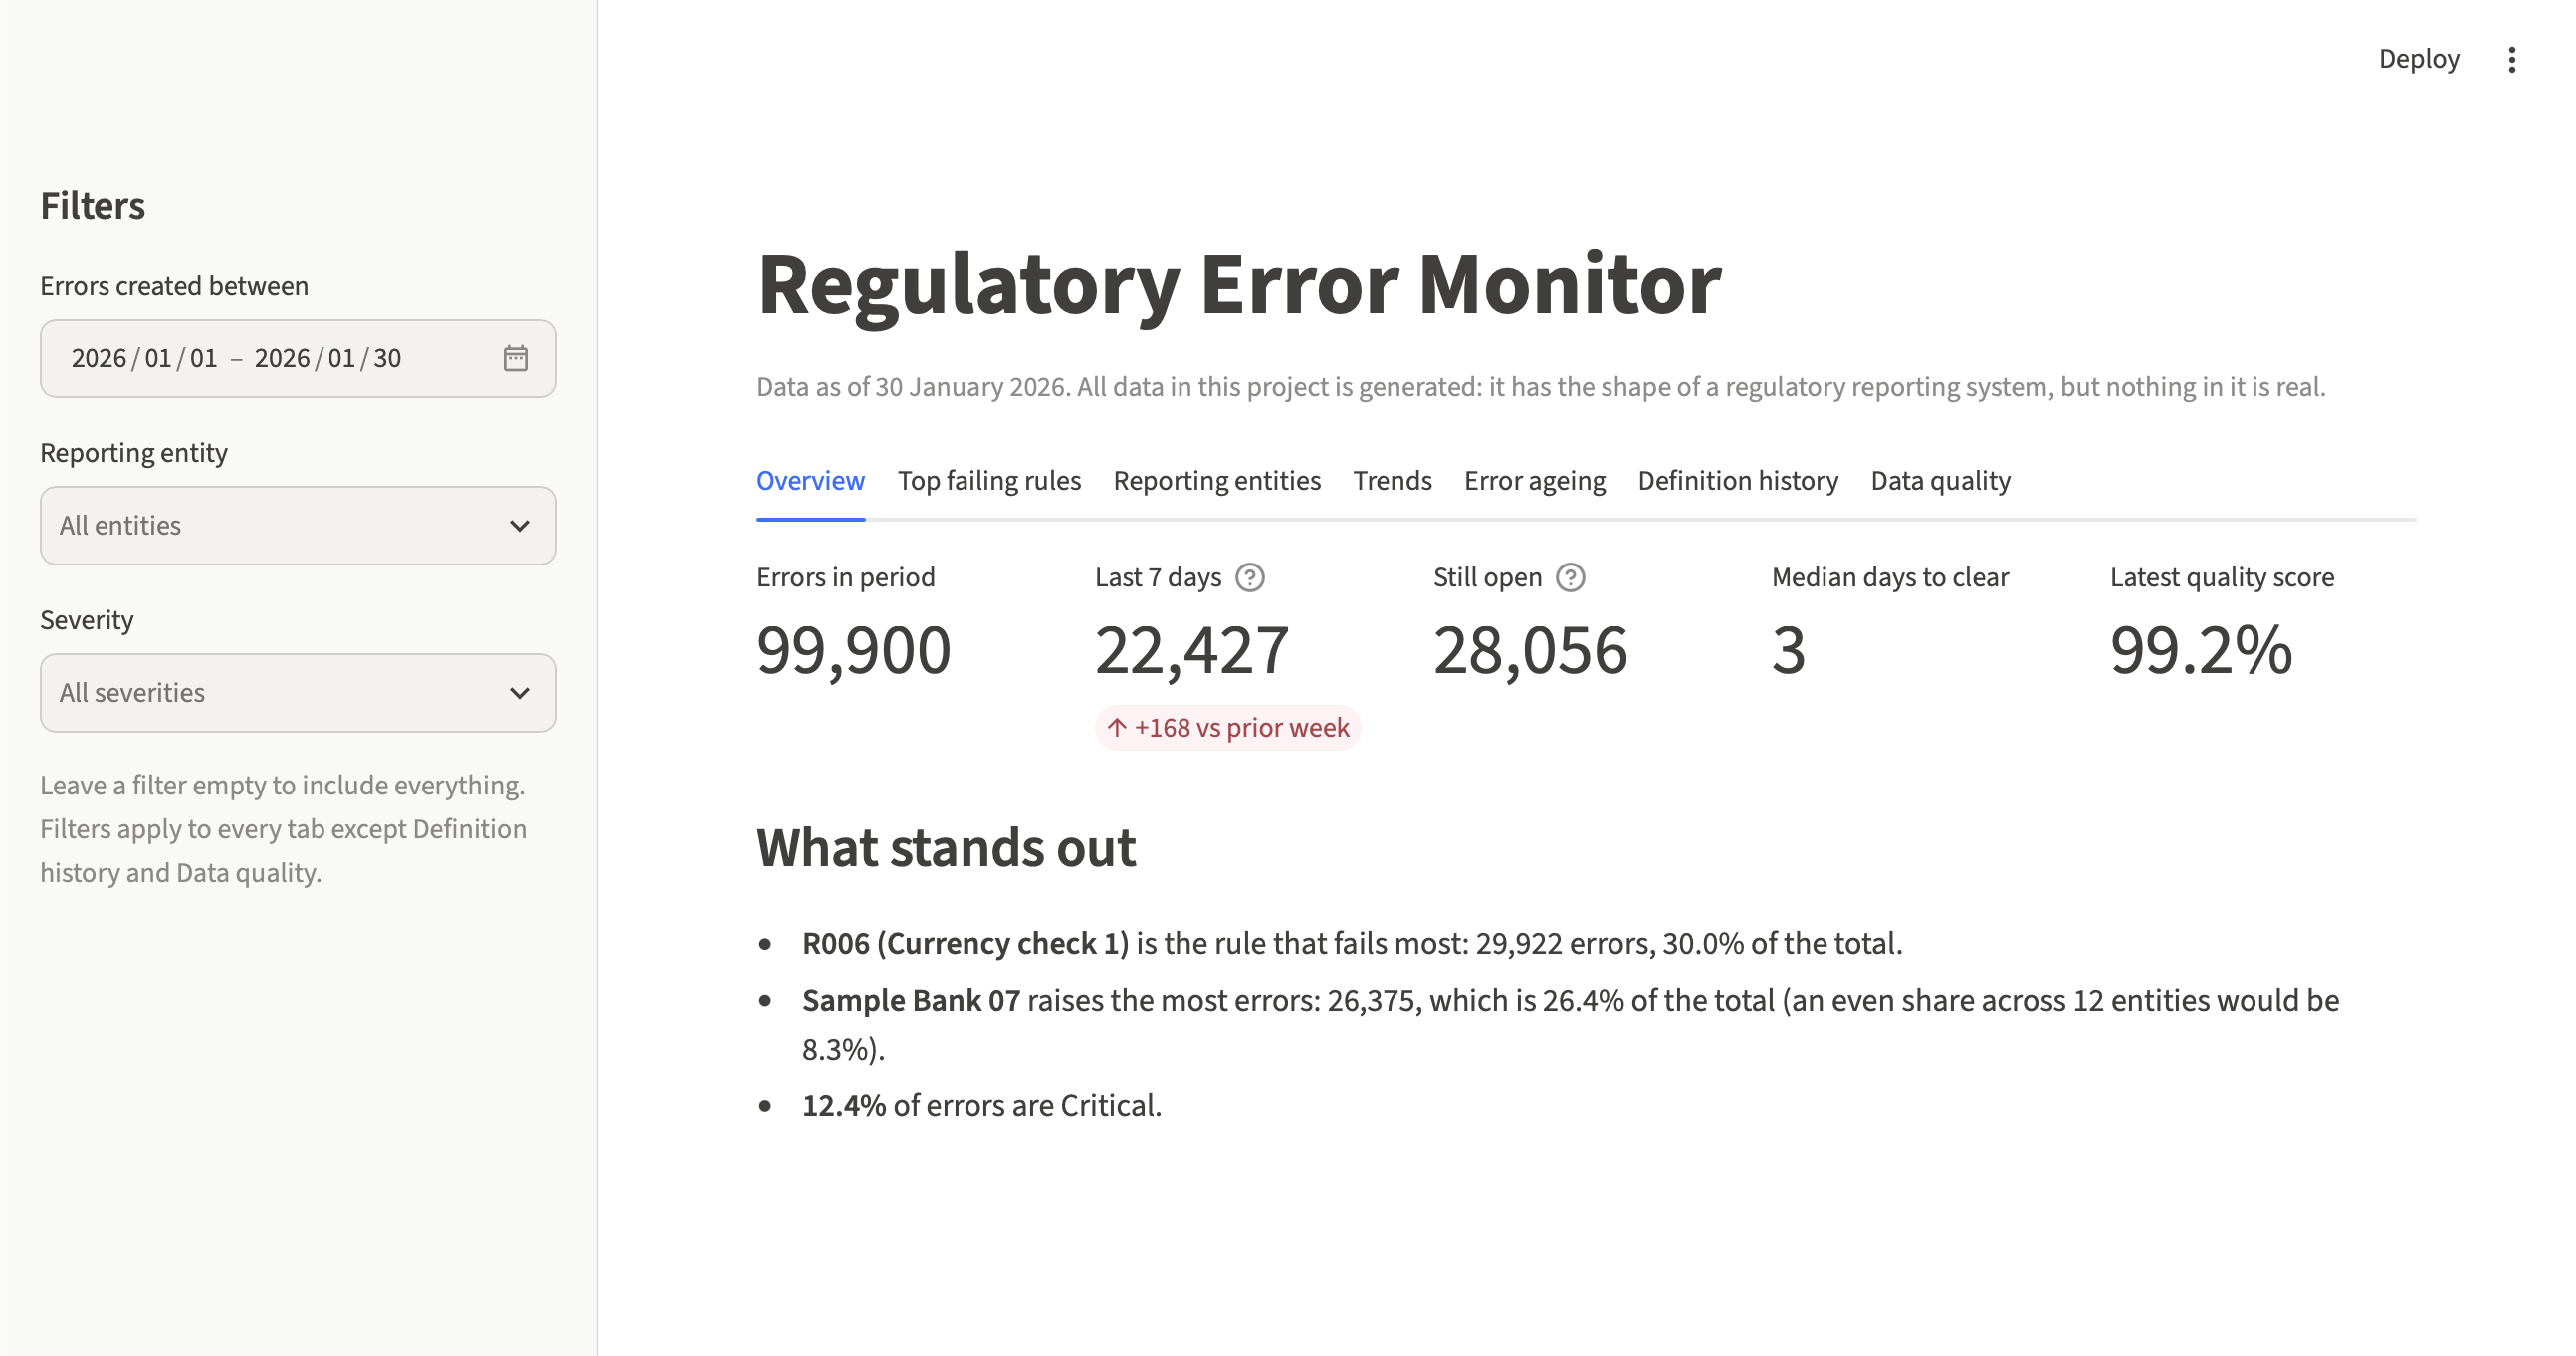 Deploy
Filters
Errors created between
2026/01/01 – 2026/01/30
Reporting entity
All entities
Severity
All severities
Leave a filter empty to include everything.
Filters apply to every tab except Definition
history and Data quality.
Regulatory Error Monitor
Data as of 30 January 2026. All data in this project is generated: it has the shape of a regulatory reporting system, but nothing in it is real.
Overview Top failing rules Reporting entities Trends Error ageing Definition history Data quality
Errors in period Last 7 days Still open Median days to clear Latest quality score
99,900 22,427 28,056 3 99.2%
↑ +168 vs prior week
What stands out
• R006 (Currency check 1) is the rule that fails most: 29,922 errors, 30.0% of the total.
• Sample Bank 07 raises the most errors: 26,375, which is 26.4% of the total (an even share across 12 entities would be
8.3%).
• 12.4% of errors are Critical.